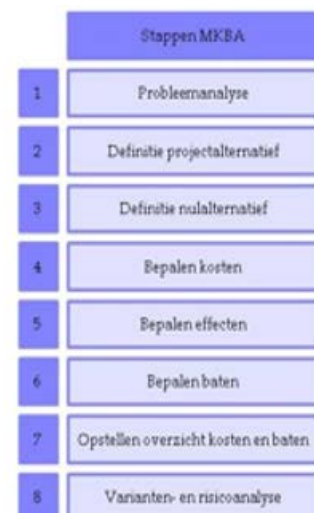 Stappen MKBA
1 Probleemanalyse
2 Definitie projectalternatief
3 Definitie nulalternatief
4 Bepalen kosten
5 Bepalen effecten
6 Bepalen baten
7 Opstellen overzicht kosten en baten
8 Varianten- en risicoanalyse